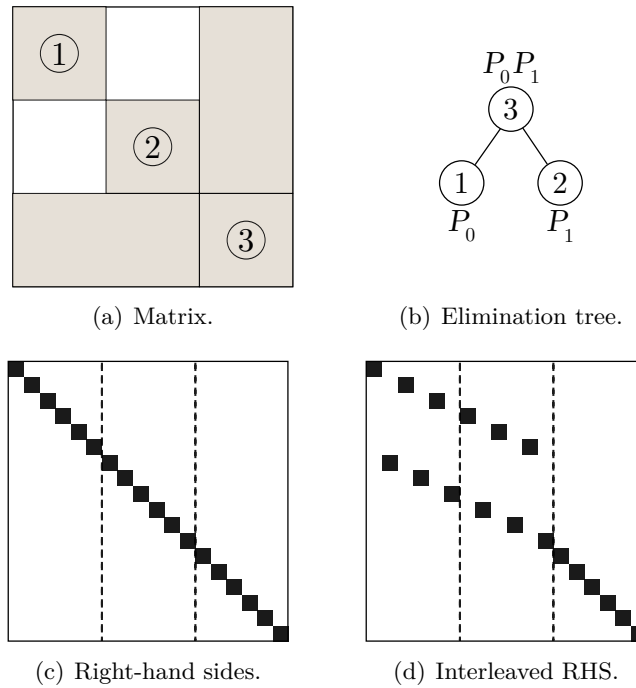 ①
②
③
(a) Matrix.
P₀P₁
3
1
2
P₀
P₁
(b) Elimination tree.
(c) Right-hand sides.
(d) Interleaved RHS.